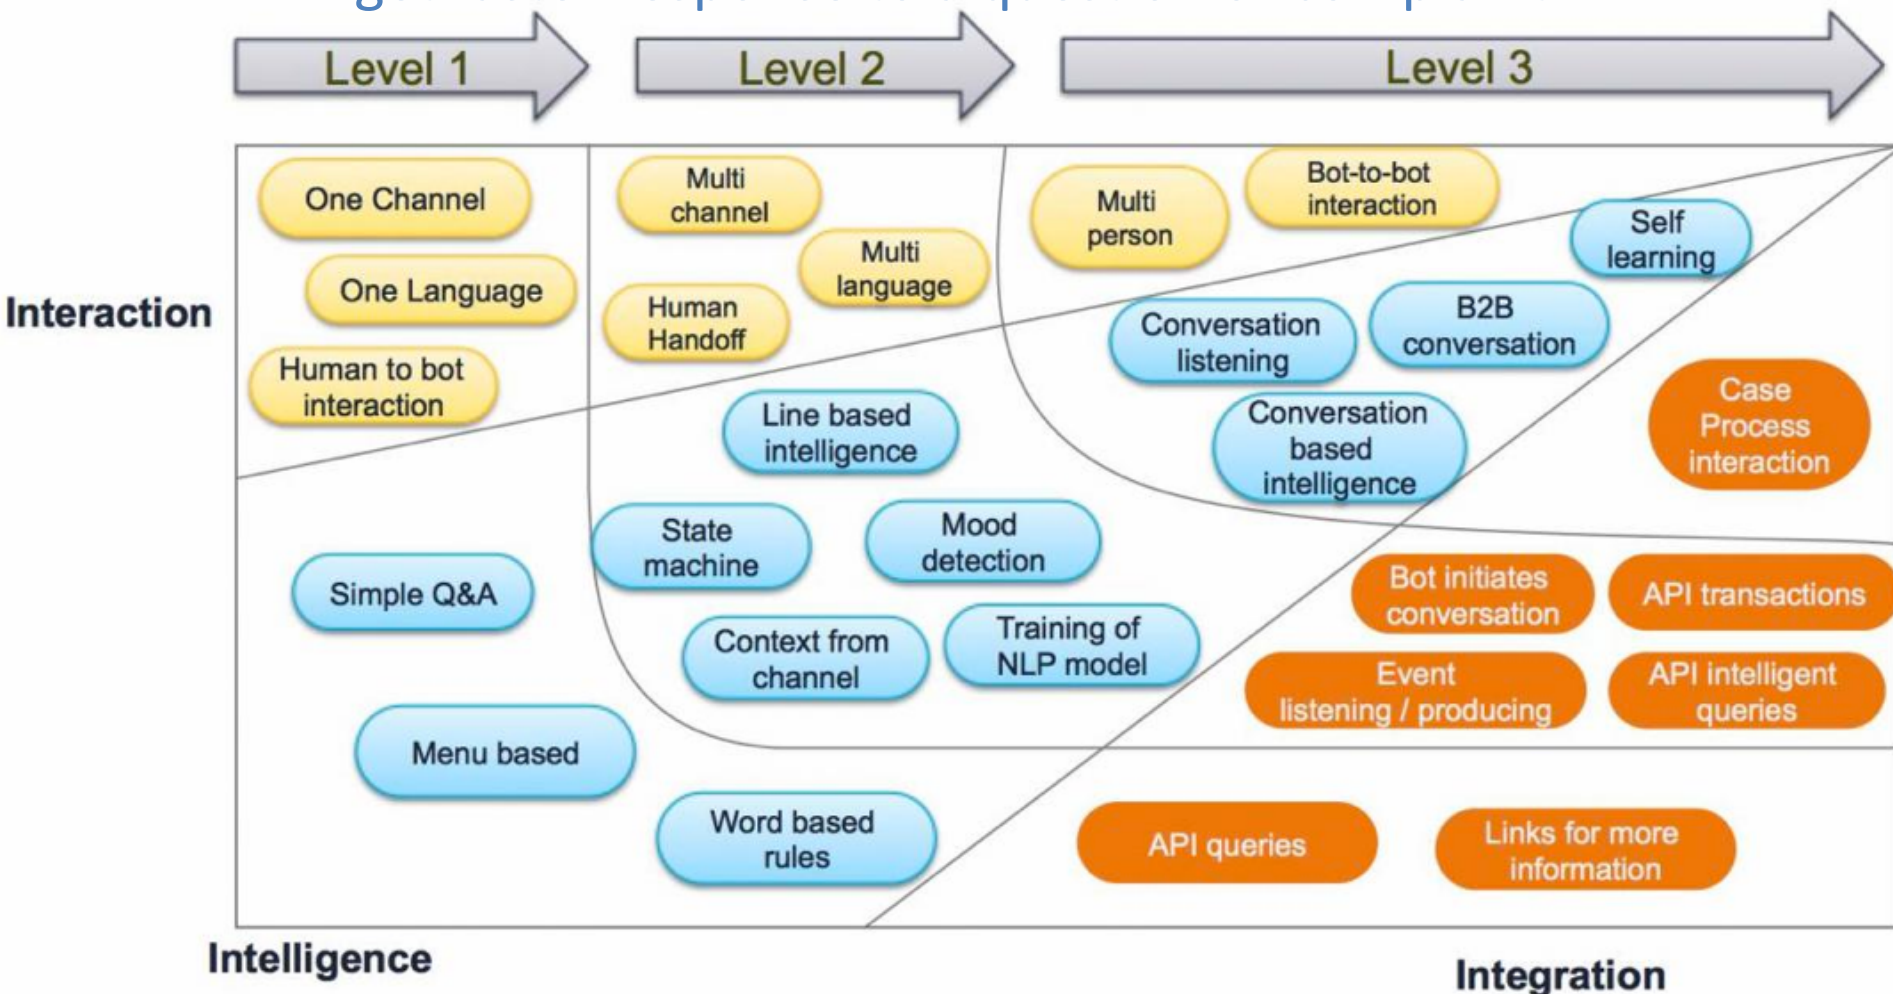 Level 1
Level 2
Level 3
One Channel
One Language
Human to bot
interaction
Multi
channel
Multi
language
Human
Handoff
Multi
person
Bot-to-bot
interaction
Interaction
Self
learning
Conversation
listening
B2B
conversation
Conversation
based
intelligence
Case
Process
interaction
Line based
intelligence
State
machine
Mood
detection
Context from
channel
Training of
NLP model
Simple Q&A
Menu based
Word based
rules
Bot initiates
conversation
API transactions
Event
listening / producing
API intelligent
queries
API queries
Links for more
information
Intelligence
Integration